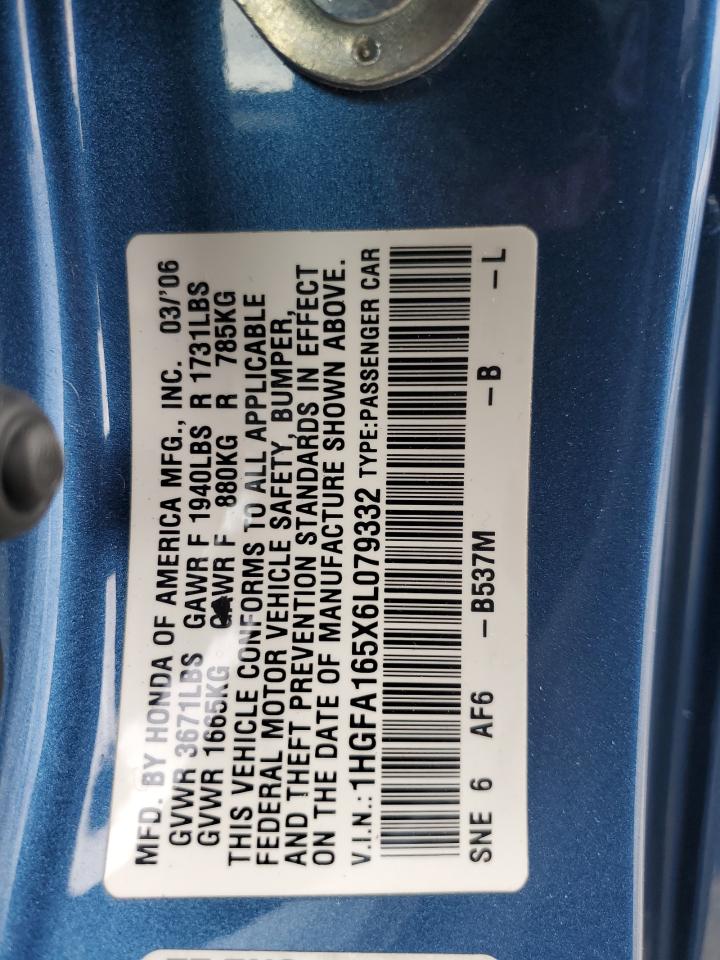 MFD. BY HONDA OF AMERICA MFG., INC. 03/'06
GVWR 3671LBS GAWR F 1940LBS R 1731LBS
GVWR 1665KG GAWR F 880KG R 785KG
THIS VEHICLE CONFORMS TO ALL APPLICABLE
FEDERAL MOTOR VEHICLE SAFETY, BUMPER,
AND THEFT PREVENTION STANDARDS IN EFFECT
ON THE DATE OF MANUFACTURE SHOWN ABOVE.
V.I.N.: 1HGFA165X6L079332 TYPE:PASSENGER CAR
SNE 6 AF6 -B537M -B -L